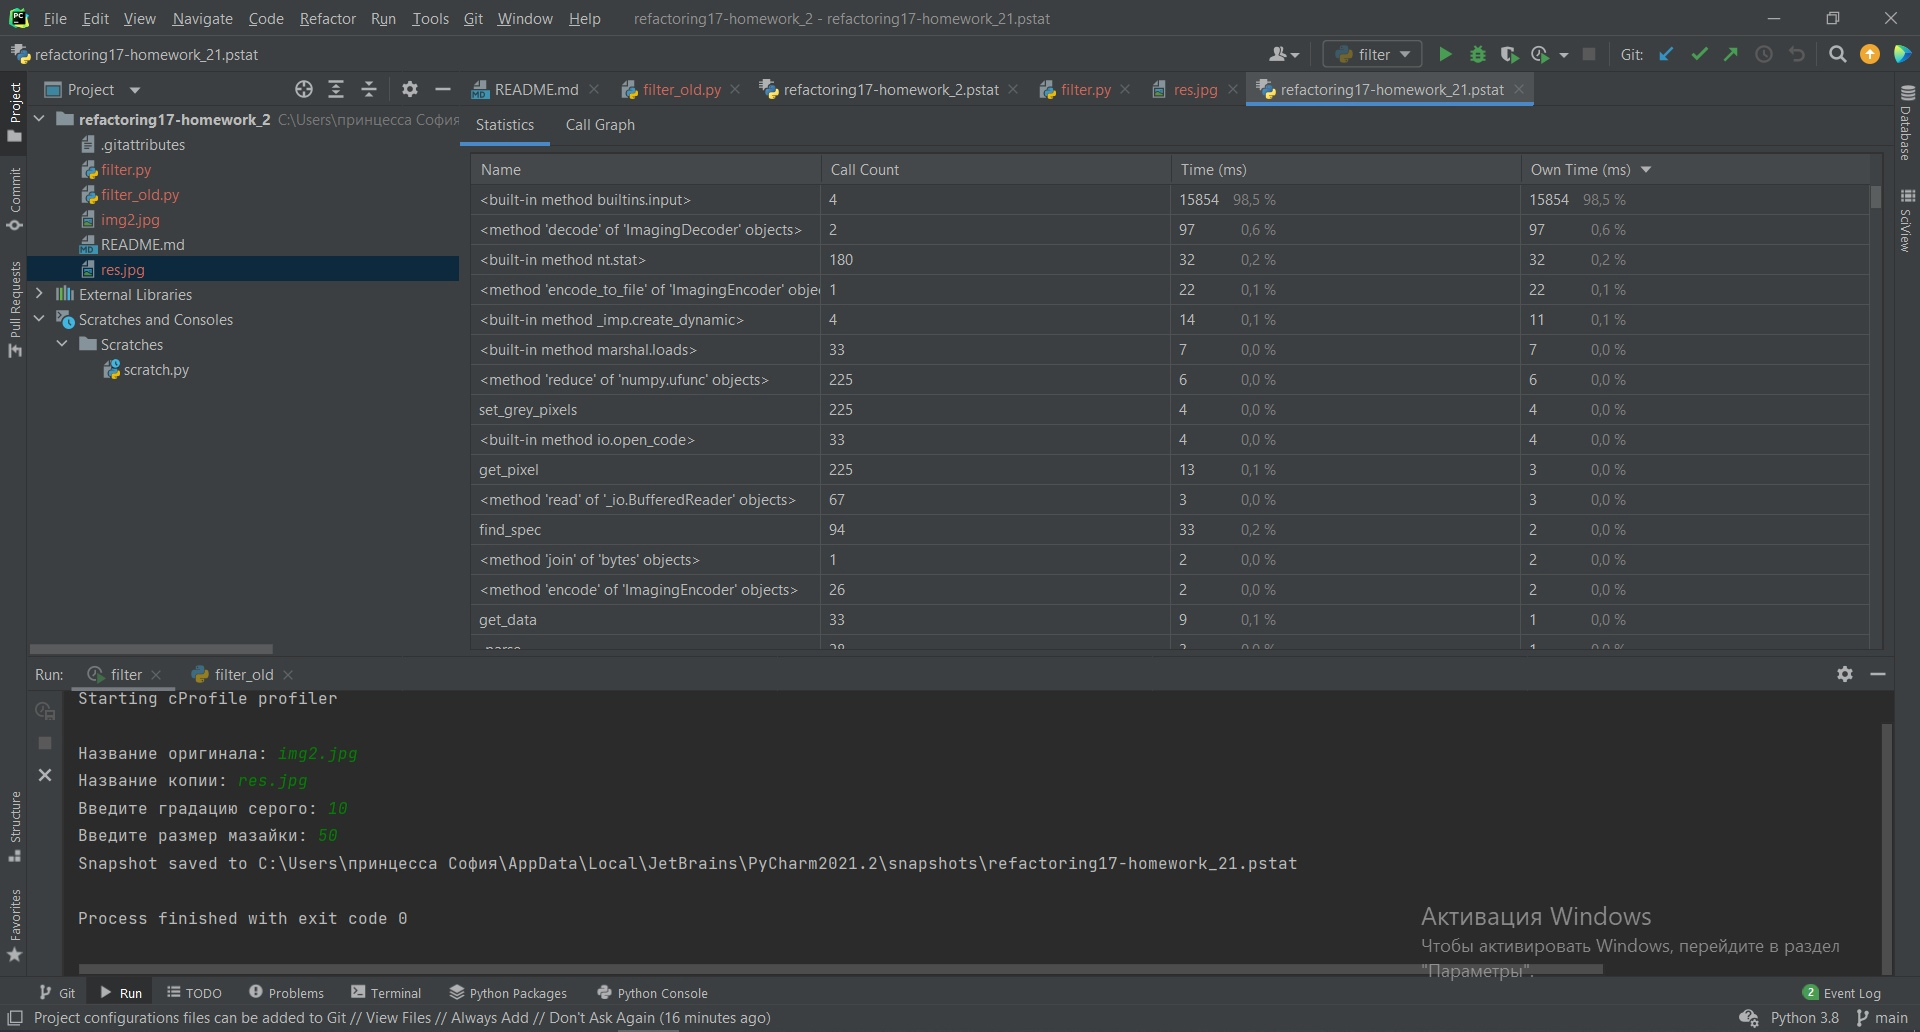 PC File Edit View Navigate Code Refactor Run Tools Git Window Help refactoring17-homework_2 - refactoring17-homework_21.pstat
refactoring17-homework_21.pstat filter Git:
Project README.md filter_old.py refactoring17-homework_2.pstat filter.py res.jpg refactoring17-homework_21.pstat
refactoring17-homework_2 C:\Users\принцесса София
.gitattributes
filter.py
filter_old.py
img2.jpg
README.md
res.jpg
External Libraries
Scratches and Consoles
Scratches
scratch.py
Project
Commit
Pull Requests
Structure
Favorites
Database
SciView
Statistics Call Graph
Name Call Count Time (ms) Own Time (ms)
<built-in method builtins.input> 4 15854 98,5 % 15854 98,5 %
<method 'decode' of 'ImagingDecoder' objects> 2 97 0,6 % 97 0,6 %
<built-in method nt.stat> 180 32 0,2 % 32 0,2 %
<method 'encode_to_file' of 'ImagingEncoder' obje 1 22 0,1 % 22 0,1 %
<built-in method _imp.create_dynamic> 4 14 0,1 % 11 0,1 %
<built-in method marshal.loads> 33 7 0,0 % 7 0,0 %
<method 'reduce' of 'numpy.ufunc' objects> 225 6 0,0 % 6 0,0 %
set_grey_pixels 225 4 0,0 % 4 0,0 %
<built-in method io.open_code> 33 4 0,0 % 4 0,0 %
get_pixel 225 13 0,1 % 3 0,0 %
<method 'read' of '_io.BufferedReader' objects> 67 3 0,0 % 3 0,0 %
find_spec 94 33 0,2 % 2 0,0 %
<method 'join' of 'bytes' objects> 1 2 0,0 % 2 0,0 %
<method 'encode' of 'ImagingEncoder' objects> 26 2 0,0 % 2 0,0 %
get_data 33 9 0,1 % 1 0,0 %
Run: filter filter_old
Starting cProfile profiler
Название оригинала: img2.jpg
Название копии: res.jpg
Введите градацию серого: 10
Введите размер мазайки: 50
Snapshot saved to C:\Users\принцесса София\AppData\Local\JetBrains\PyCharm2021.2\snapshots\refactoring17-homework_21.pstat
Process finished with exit code 0
Активация Windows
Чтобы активировать Windows, перейдите в раздел
"Параметры".
Git Run TODO Problems Terminal Python Packages Python Console 2 Event Log
Project configurations files can be added to Git // View Files // Always Add // Don't Ask Again (16 minutes ago) Python 3.8 main